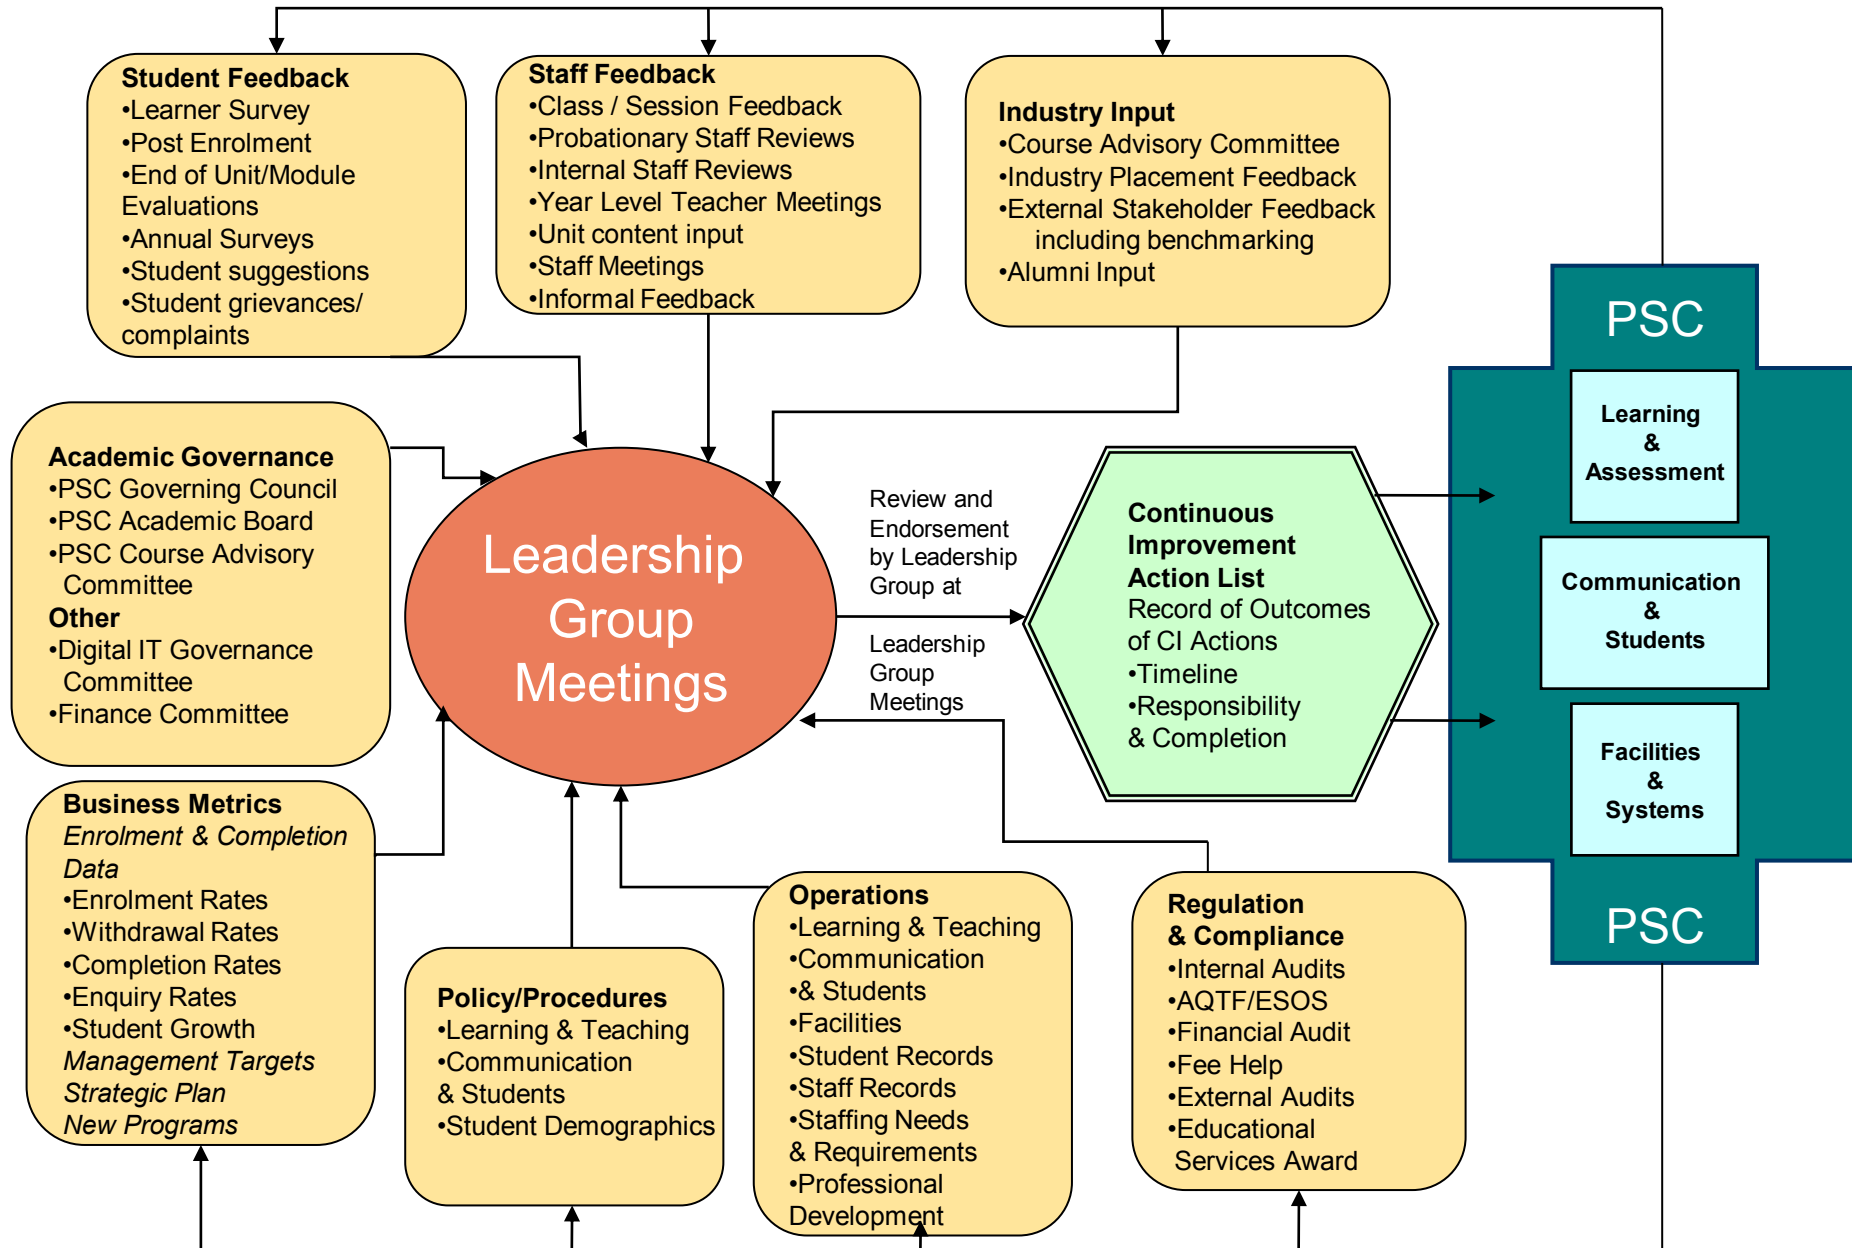 Student Feedback
•Learner Survey
•Post Enrolment
•End of Unit/Module
Evaluations
•Annual Surveys
•Student suggestions
•Student grievances/
complaints
Staff Feedback
•Class / Session Feedback
•Probationary Staff Reviews
•Internal Staff Reviews
•Year Level Teacher Meetings
•Unit content input
•Staff Meetings
•Informal Feedback
Industry Input
•Course Advisory Committee
•Industry Placement Feedback
•External Stakeholder Feedback
including benchmarking
•Alumni Input
Academic Governance
•PSC Governing Council
•PSC Academic Board
•PSC Course Advisory
Committee
Other
•Digital IT Governance
Committee
•Finance Committee
Leadership
Group
Meetings
Review and
Endorsement
by Leadership
Group at
Leadership
Group
Meetings
Continuous
Improvement
Action List
Record of Outcomes
of CI Actions
•Timeline
•Responsibility
& Completion
PSC
Learning
&
Assessment
Communication
&
Students
Facilities
&
Systems
PSC
Business Metrics
Enrolment & Completion
Data
•Enrolment Rates
•Withdrawal Rates
•Completion Rates
•Enquiry Rates
•Student Growth
Management Targets
Strategic Plan
New Programs
Policy/Procedures
•Learning & Teaching
•Communication
& Students
•Student Demographics
Operations
•Learning & Teaching
•Communication
& Students
•Facilities
•Student Records
•Staff Records
•Staffing Needs
& Requirements
•Professional
Development
Regulation
& Compliance
•Internal Audits
•AQTF/ESOS
•Financial Audit
•Fee Help
•External Audits
•Educational
Services Award